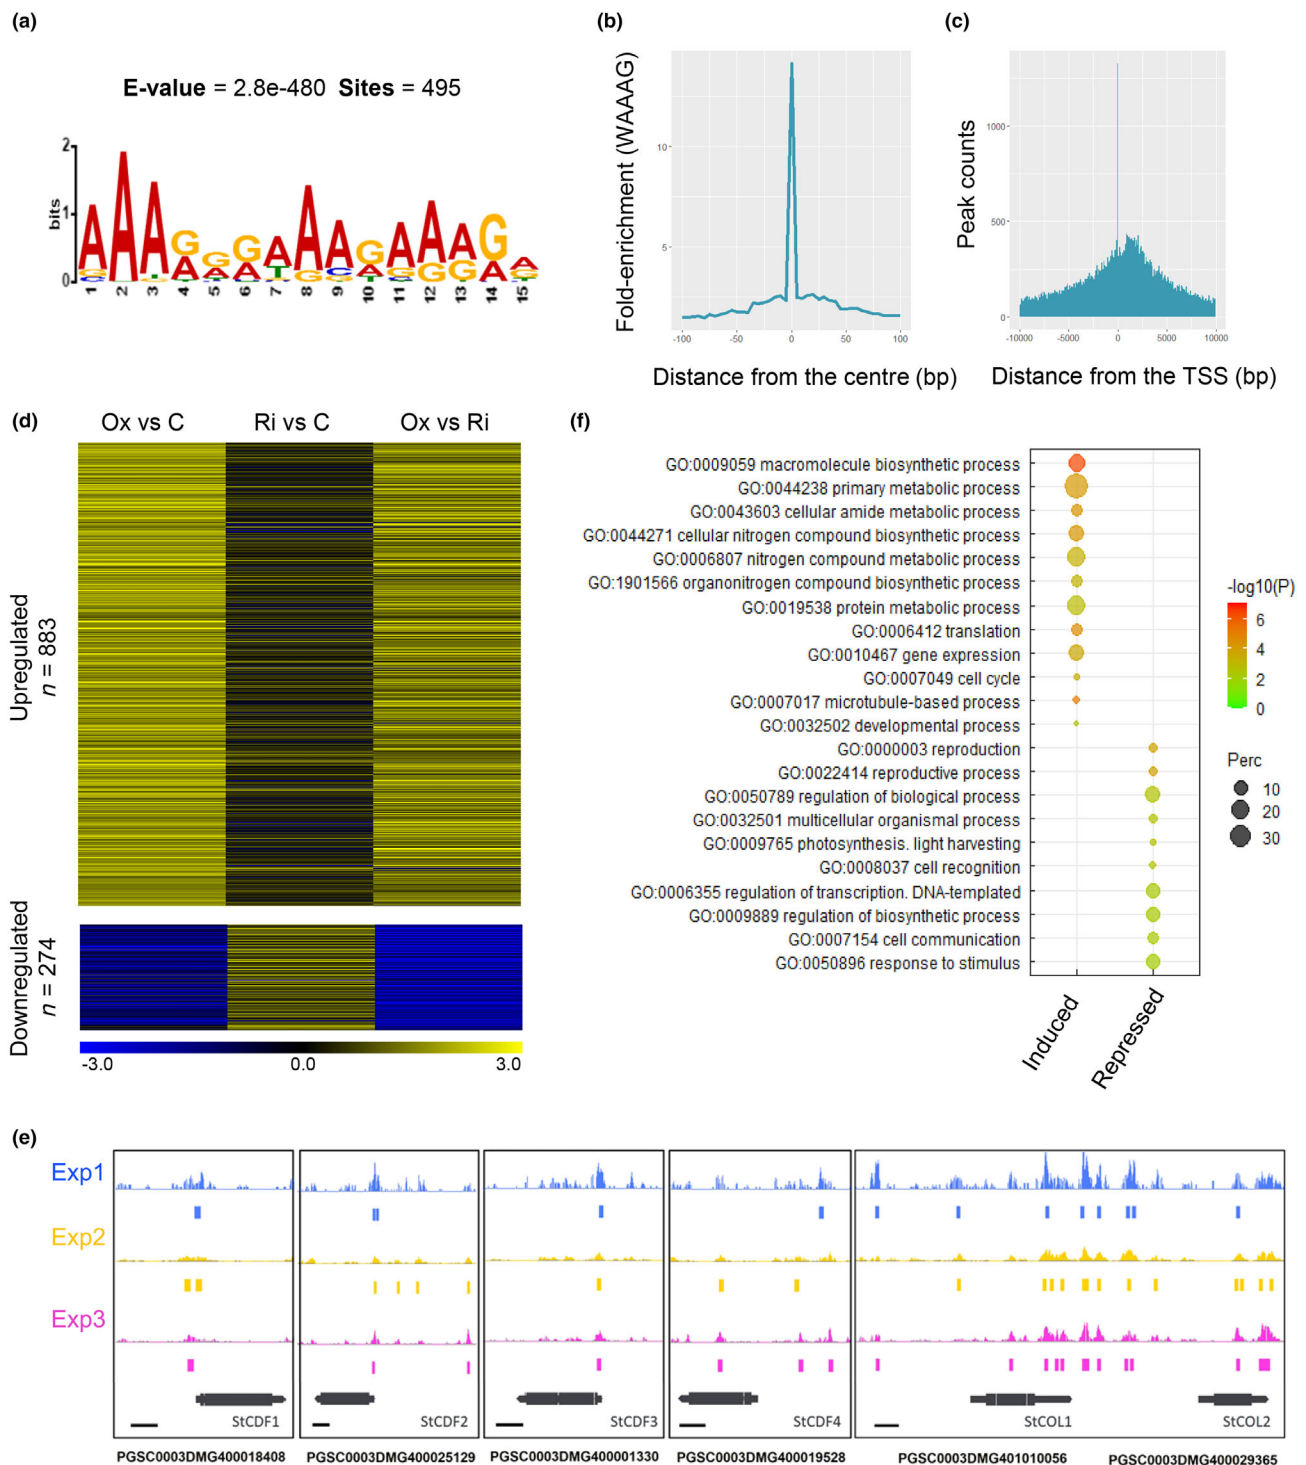 (a)
E-value = 2.8e-480 Sites = 495
bits
2
1
0
1 2 3 4 5 6 7 8 9 10 11 12 13 14 15
(b)
Fold-enrichment (WAAAG)
10
5
-100 -50 0 50 100
Distance from the centre (bp)
(c)
Peak counts
1000
500
0
-10000 -5000 0 5000 10000
Distance from the TSS (bp)
(d)
Ox vs C Ri vs C Ox vs Ri
Upregulated
n = 883
Downregulated
n = 274
-3.0 0.0 3.0
(f)
GO:0009059 macromolecule biosynthetic process
GO:0044238 primary metabolic process
GO:0043603 cellular amide metabolic process
GO:0044271 cellular nitrogen compound biosynthetic process
GO:0006807 nitrogen compound metabolic process
GO:1901566 organonitrogen compound biosynthetic process
GO:0019538 protein metabolic process
GO:0006412 translation
GO:0010467 gene expression
GO:0007049 cell cycle
GO:0007017 microtubule-based process
GO:0032502 developmental process
GO:0000003 reproduction
GO:0022414 reproductive process
GO:0050789 regulation of biological process
GO:0032501 multicellular organismal process
GO:0009765 photosynthesis. light harvesting
GO:0008037 cell recognition
GO:0006355 regulation of transcription. DNA-templated
GO:0009889 regulation of biosynthetic process
GO:0007154 cell communication
GO:0050896 response to stimulus
Induced
Repressed
-log10(P)
6
4
2
0
Perc
10
20
30
(e)
Exp1
Exp2
Exp3
StCDF1 StCDF2 StCDF3 StCDF4 StCOL1 StCOL2
PGSC0003DMG400018408 PGSC0003DMG400025129 PGSC0003DMG400001330 PGSC0003DMG400019528 PGSC0003DMG401010056 PGSC0003DMG400029365